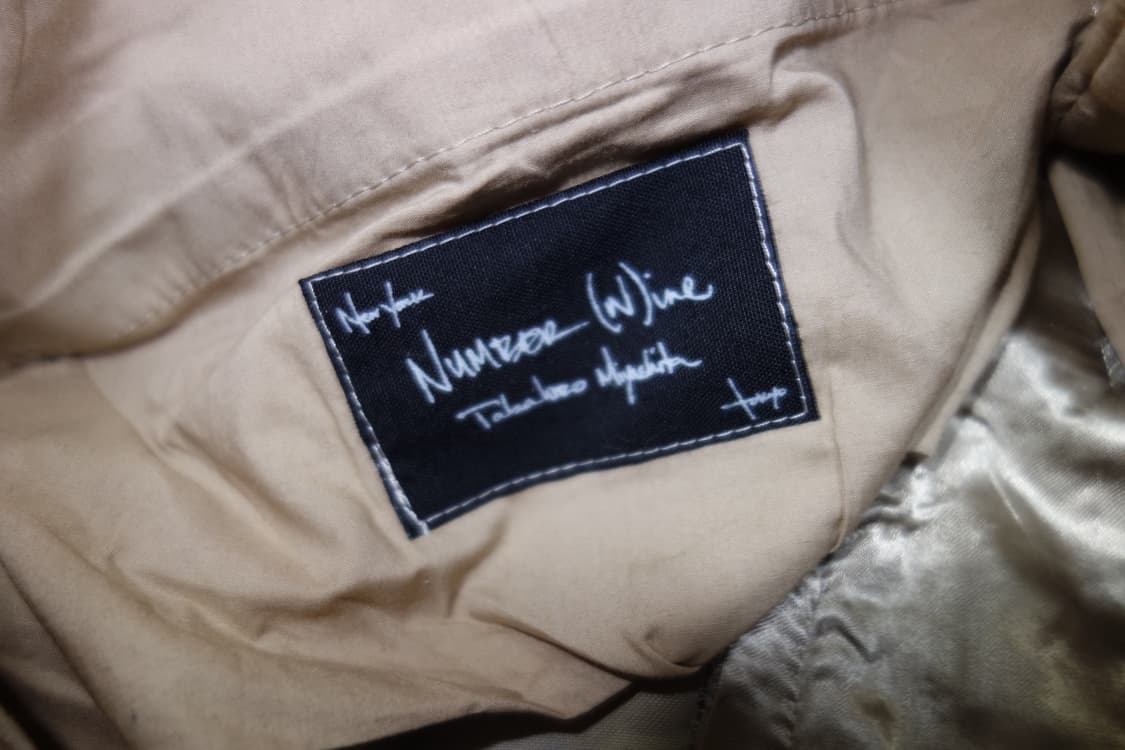 New York
NUMBER (N)ine
Takahiro Miyashita
tokyo